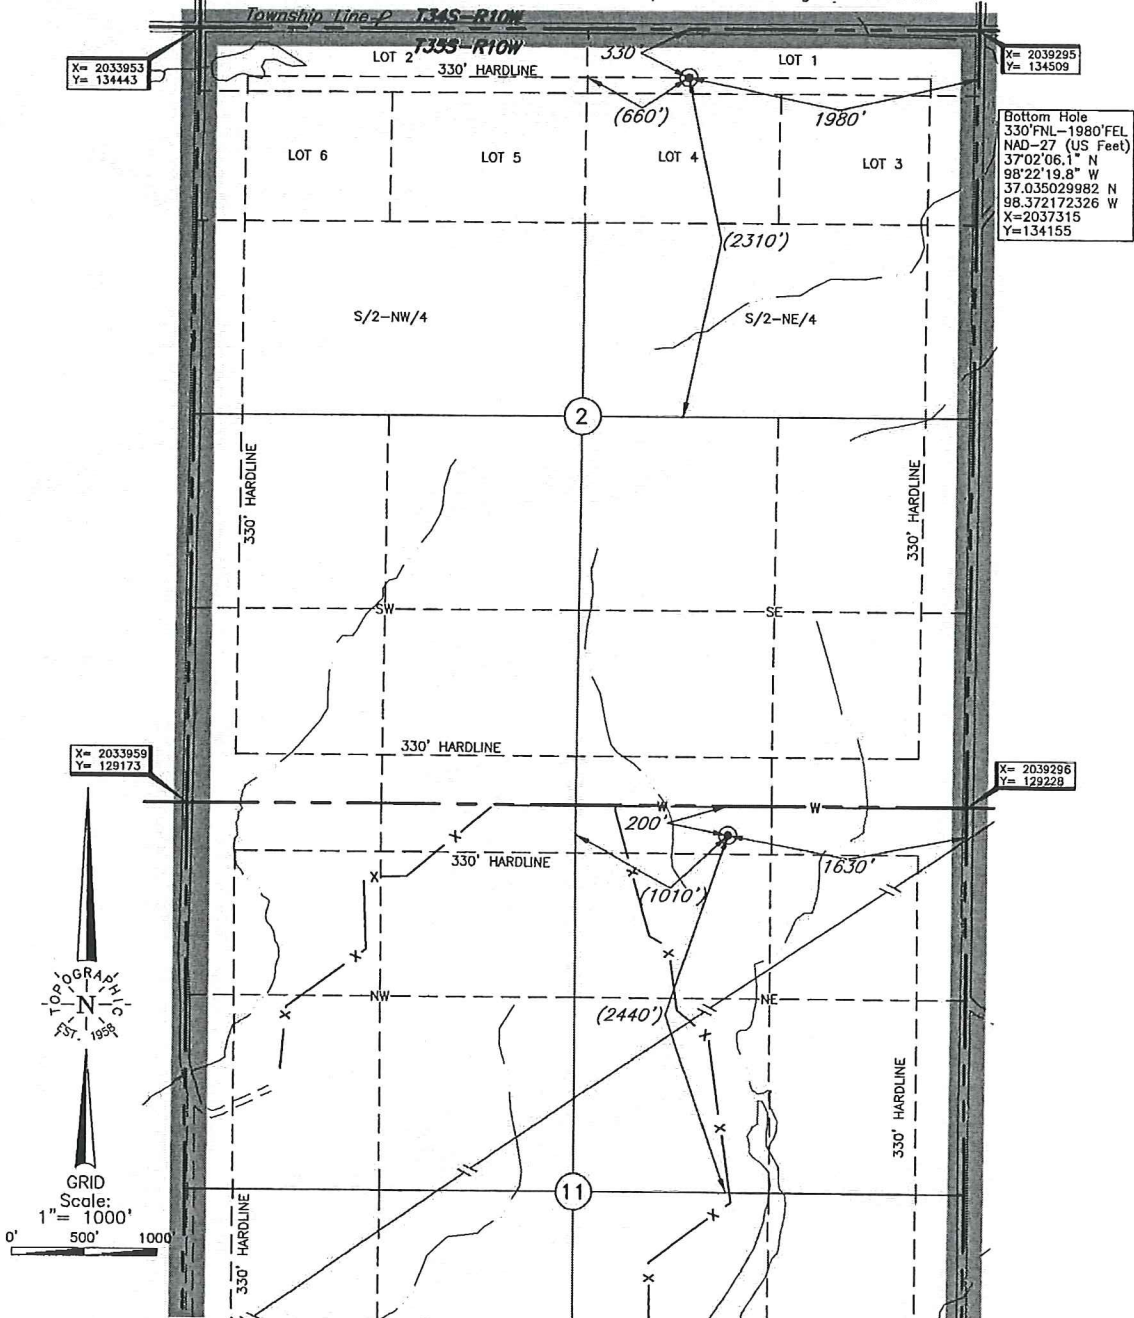 Township Line
T34S-R10W
T35S-R10W
X= 2033953
Y= 134443
LOT 2
330' HARDLINE
330'
LOT 1
X= 2039295
Y= 134509
(660')
1980'
Bottom Hole
330'FNL-1980'FEL
NAD-27 (US Feet)
37°02'06.1" N
98°22'19.8" W
37.035029982 N
98.372172326 W
X=2037315
Y=134155
LOT 6
LOT 5
LOT 4
LOT 3
(2310')
S/2-NW/4
S/2-NE/4
2
330' HARDLINE
330' HARDLINE
SW
SE
330' HARDLINE
X= 2033959
Y= 129173
X= 2039296
Y= 129228
W
W
200'
X
330' HARDLINE
1630'
X
X
(1010')
X
X
NW
NE
(2440')
X
X
TOPOGRAPHIC
N
EST. 1958
330' HARDLINE
X
GRID
Scale:
1"= 1000'
0' 500' 1000'
11
330' HARDLINE
X
X